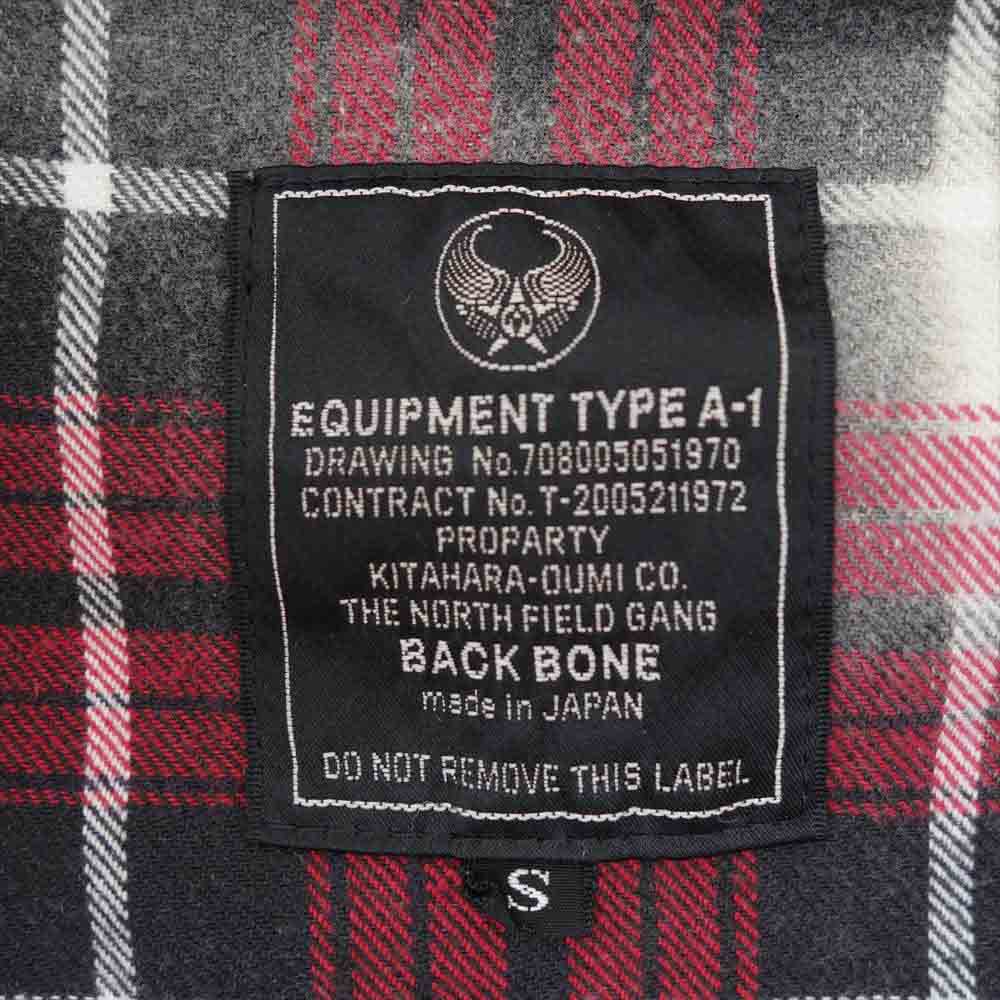 EQUIPMENT TYPE A-1
DRAWING No.708005051970
CONTRACT No.T-2005211972
PROPARTY
KITAHARA-OUMI CO.
THE NORTH FIELD GANG
BACK BONE
made in JAPAN
DO NOT REMOVE THIS LABEL
S